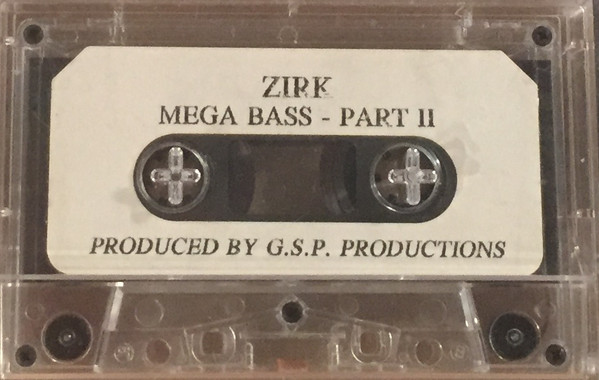 ZIRK
MEGA BASS - PART II
PRODUCED BY G.S.P. PRODUCTIONS